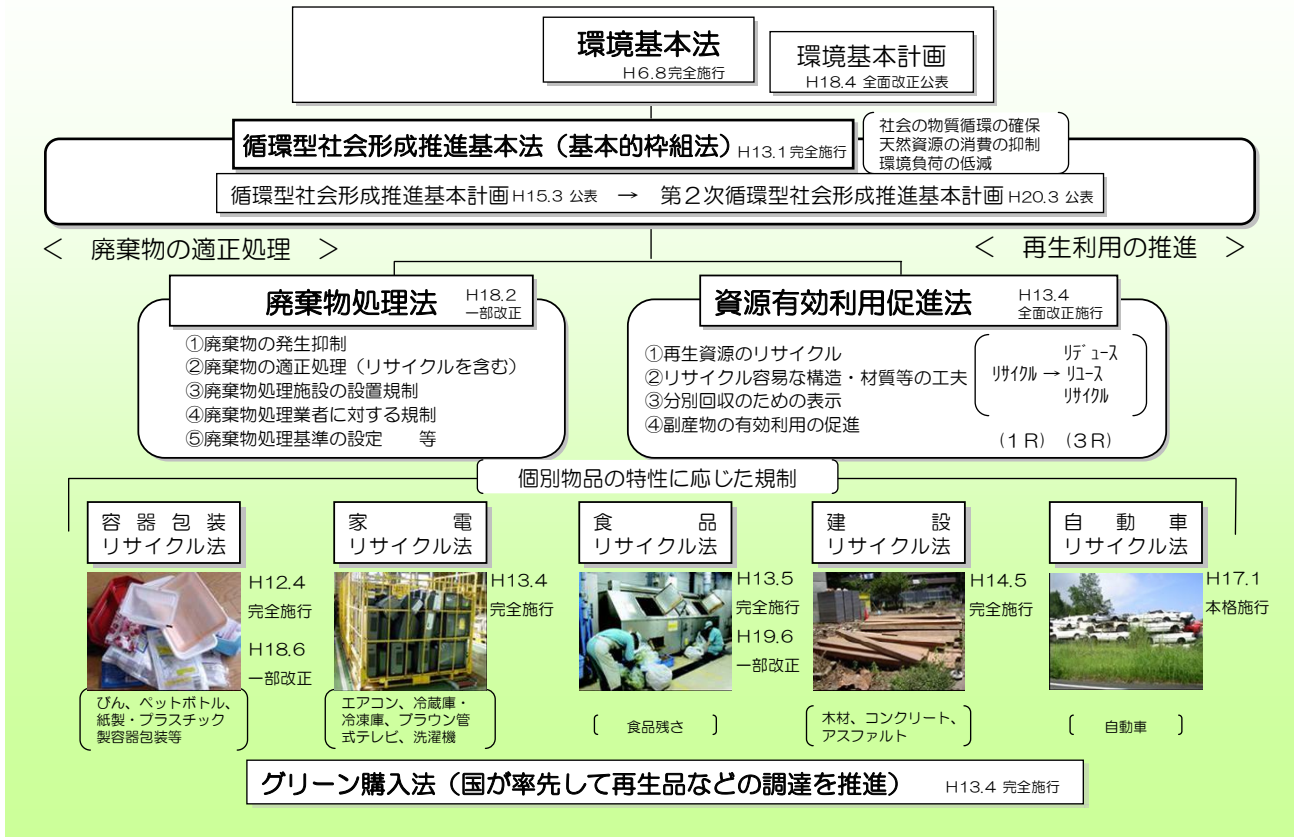 環境基本法
H6.8完全施行
環境基本計画
H18.4 全面改正公表
循環型社会形成推進基本法（基本的枠組法）H13.1完全施行
社会の物質循環の確保
天然資源の消費の抑制
環境負荷の低減
循環型社会形成推進基本計画H15.3 公表 → 第２次循環型社会形成推進基本計画H20.3 公表
＜ 廃棄物の適正処理 ＞
＜ 再生利用の推進 ＞
廃棄物処理法
H18.2
一部改正
①廃棄物の発生抑制
②廃棄物の適正処理（リサイクルを含む）
③廃棄物処理施設の設置規制
④廃棄物処理業者に対する規制
⑤廃棄物処理基準の設定 等
資源有効利用促進法
H13.4
全面改正施行
①再生資源のリサイクル
②リサイクル容易な構造・材質等の工夫
③分別回収のための表示
④副産物の有効利用の促進
ﾘｻｲｸﾙ → ﾘﾃﾞｭｰｽ
ﾘﾕｰｽ
ﾘｻｲｸﾙ
（１Ｒ）（３Ｒ）
個別物品の特性に応じた規制
容器包装
リサイクル法
H12.4
完全施行
H18.6
一部改正
びん、ペットボトル、
紙製・プラスチック
製容器包装等
家電
リサイクル法
H13.4
完全施行
エアコン、冷蔵庫・
冷凍庫、ブラウン管
式テレビ、洗濯機
食品
リサイクル法
H13.5
完全施行
H19.6
一部改正
食品残さ
建設
リサイクル法
H14.5
完全施行
木材、コンクリート、
アスファルト
自動車
リサイクル法
H17.1
本格施行
自動車
グリーン購入法（国が率先して再生品などの調達を推進） H13.4 完全施行